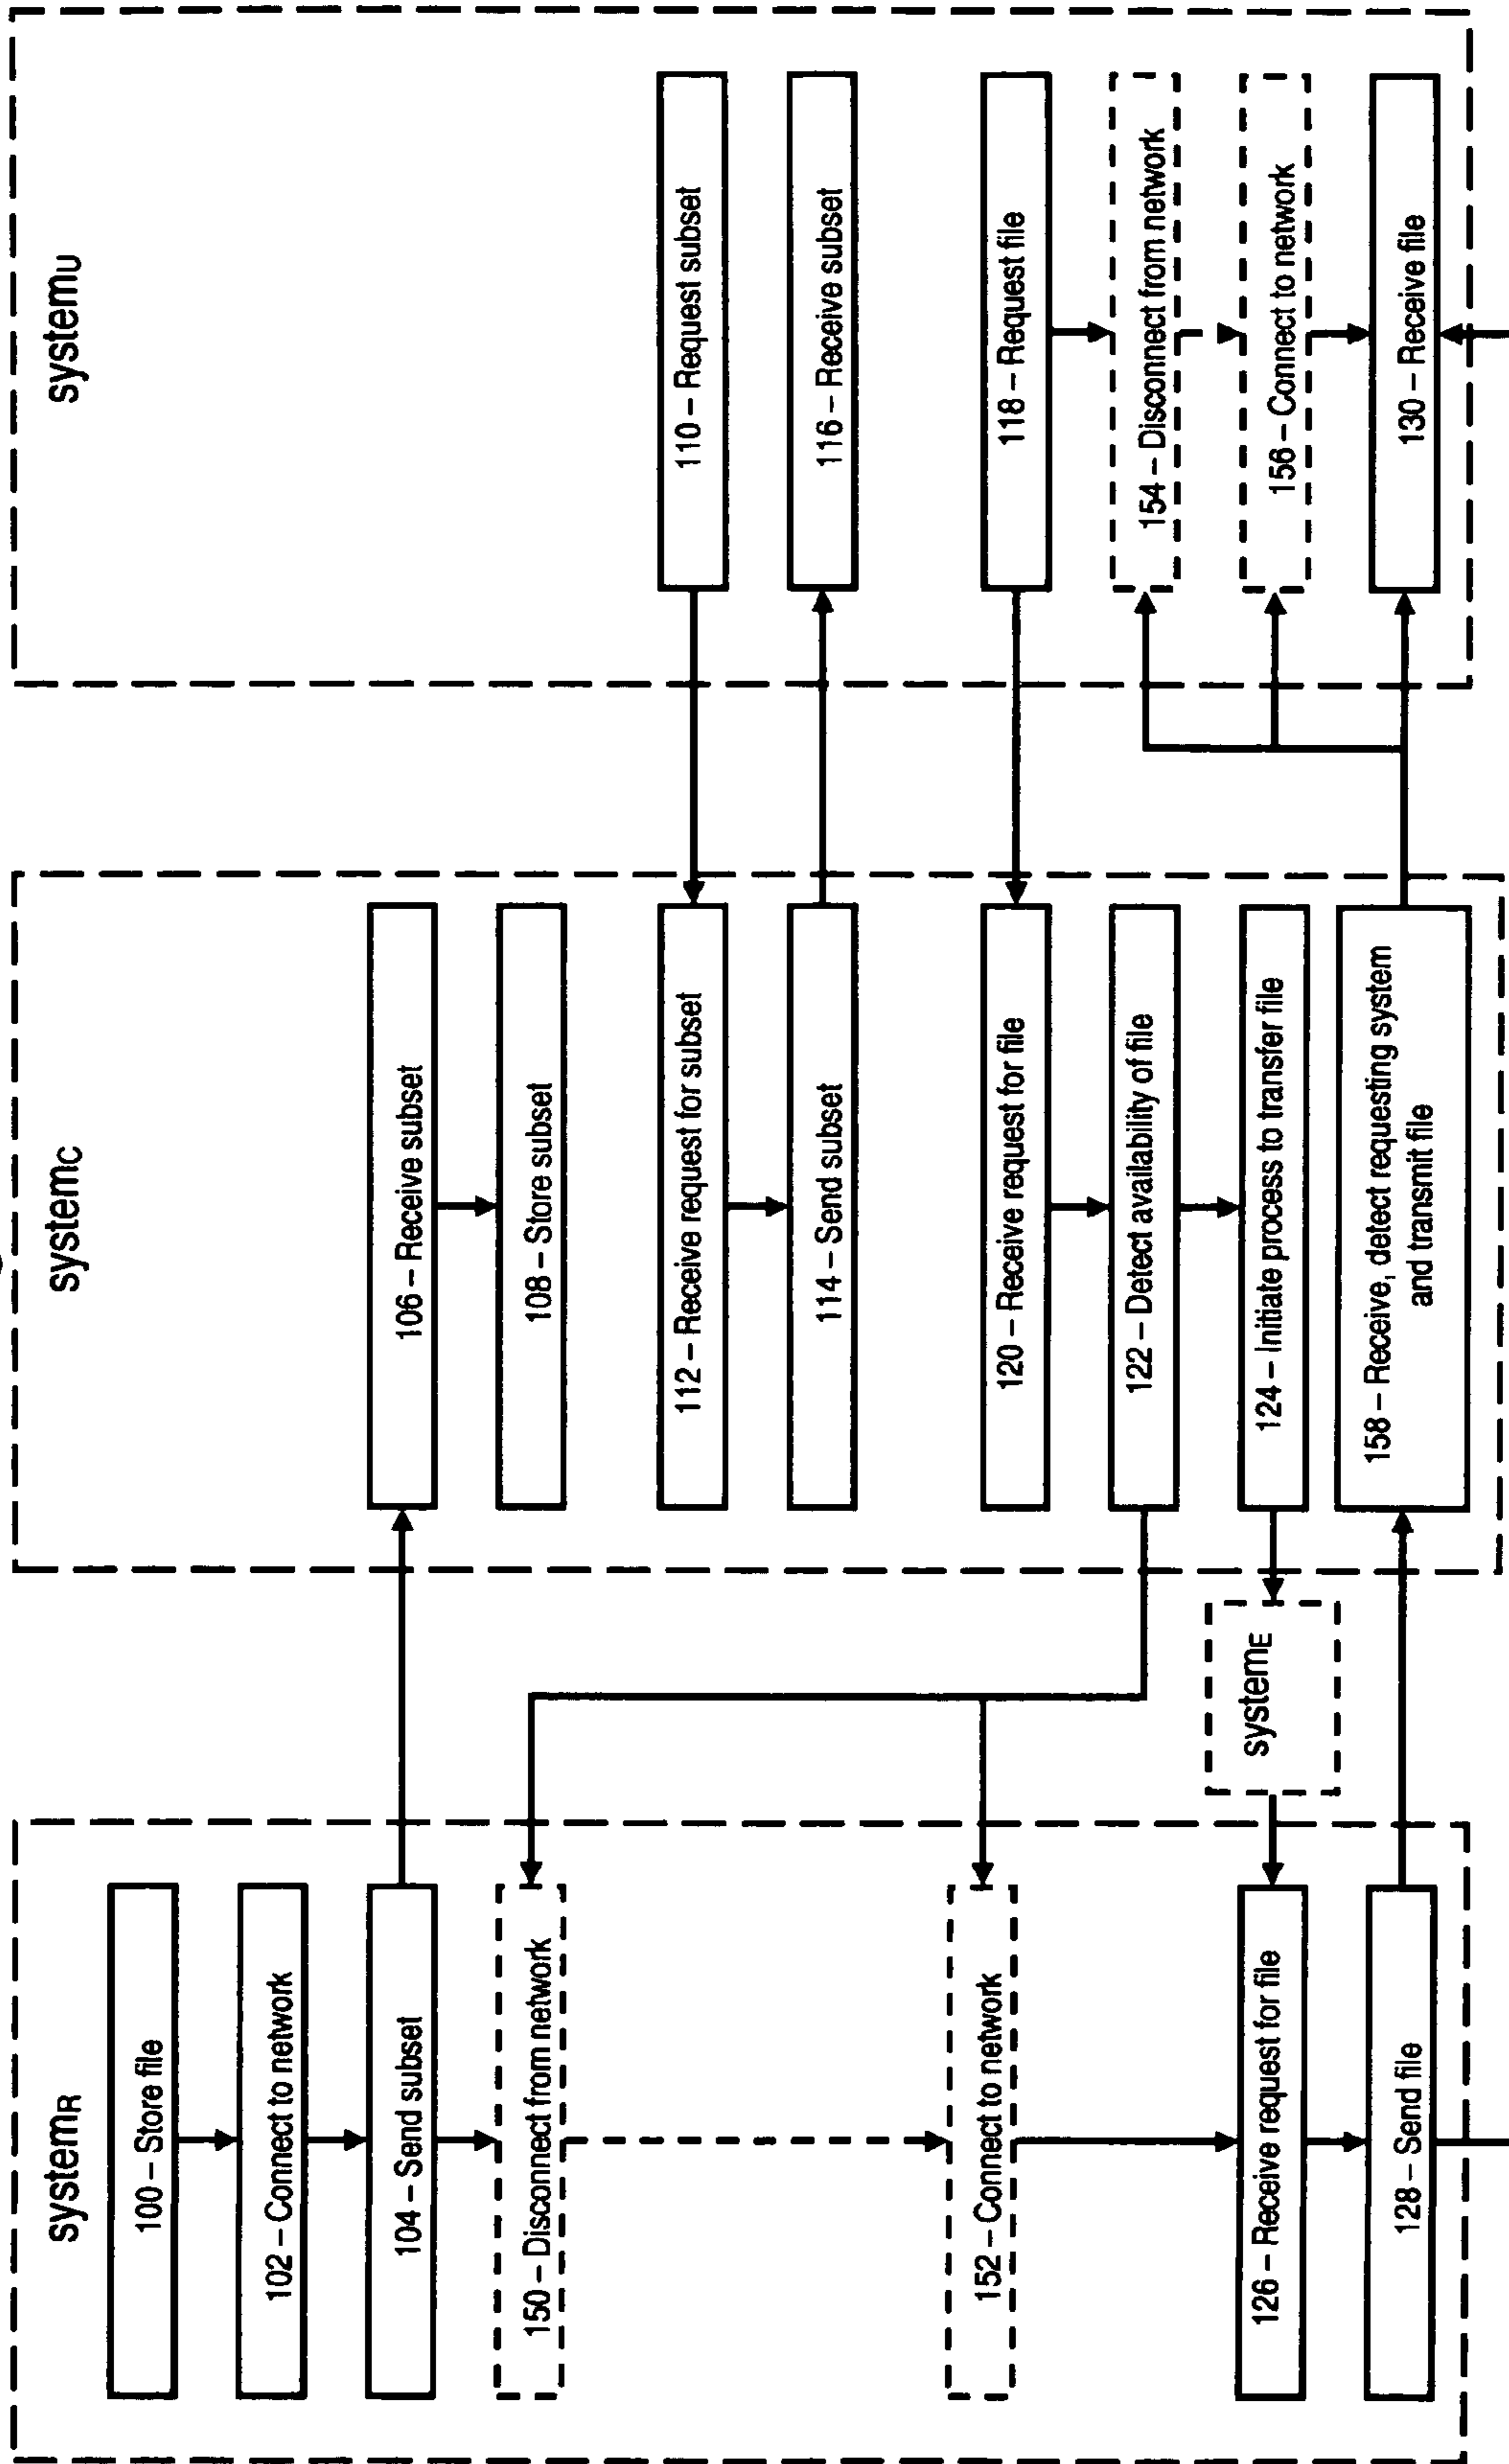 systemR
100 – Store file
102 – Connect to network
104 – Send subset
150 – Disconnect from network
152 – Connect to network
126 – Receive request for file
128 – Send file
systemE
systemC
106 – Receive subset
108 – Store subset
112 – Receive request for subset
114 – Send subset
120 – Receive request for file
122 – Detect availability of file
124 – Initiate process to transfer file
158 – Receive, detect requesting system
and transmit file
systemU
110 – Request subset
116 – Receive subset
118 – Request file
154 – Disconnect from network
156 – Connect to network
130 – Receive file